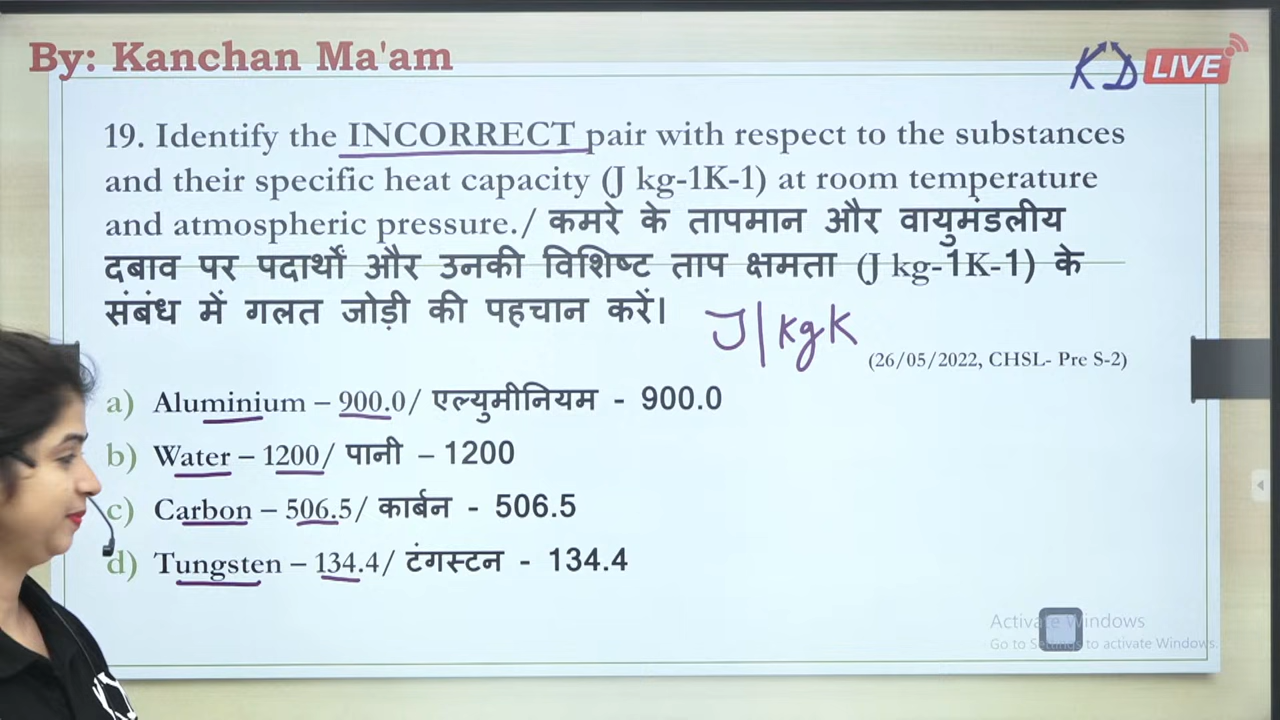 By: Kanchan Ma'am
KD LIVE
19. Identify the INCORRECT pair with respect to the substances
and their specific heat capacity (J kg-1K-1) at room temperature
and atmospheric pressure./ कमरे के तापमान और वायुमंडलीय
दबाव पर पदार्थों और उनकी विशिष्ट ताप क्षमता (J kg-1K-1) के
संबंध में गलत जोड़ी की पहचान करें।
J|kgK
(26/05/2022, CHSL- Pre S-2)
a) Aluminium – 900.0/ एल्युमीनियम - 900.0
b) Water – 1200/ पानी – 1200
c) Carbon – 506.5/ कार्बन - 506.5
d) Tungsten – 134.4/ टंगस्टन - 134.4
Activate Windows
Go to Settings to activate Windows.